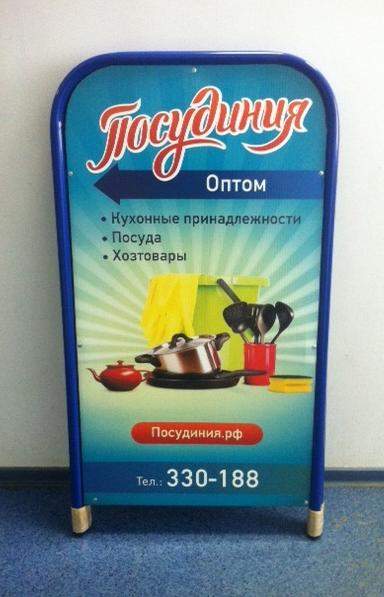 Посудиния
Оптом
• Кухонные принадлежности
• Посуда
• Хозтовары
Посудиния.рф
Тел.: 330-188